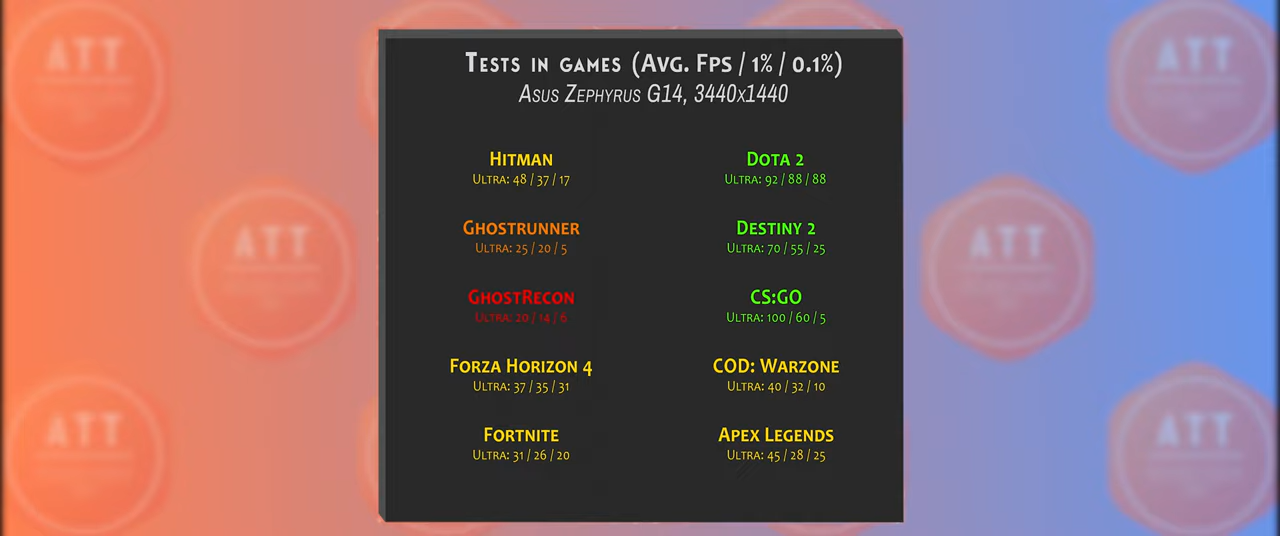 Tests in games (Avg. Fps / 1% / 0.1%)
Asus Zephyrus G14, 3440x1440
Hitman
Ultra: 48 / 37 / 17
Ghostrunner
Ultra: 25 / 20 / 5
GhostRecon
Ultra: 20 / 14 / 6
Forza Horizon 4
Ultra: 37 / 35 / 31
Fortnite
Ultra: 31 / 26 / 20
Dota 2
Ultra: 92 / 88 / 88
Destiny 2
Ultra: 70 / 55 / 25
CS:GO
Ultra: 100 / 60 / 5
COD: Warzone
Ultra: 40 / 32 / 10
Apex Legends
Ultra: 45 / 28 / 25
ATT
ATT
ATT
ATT
ATT
ATT